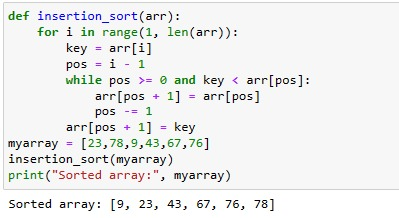 def insertion_sort(arr):
    for i in range(1, len(arr)):
        key = arr[i]
        pos = i - 1
        while pos >= 0 and key < arr[pos]:
            arr[pos + 1] = arr[pos]
            pos -= 1
        arr[pos + 1] = key
myarray = [23,78,9,43,67,76]
insertion_sort(myarray)
print("Sorted array:", myarray)
Sorted array: [9, 23, 43, 67, 76, 78]